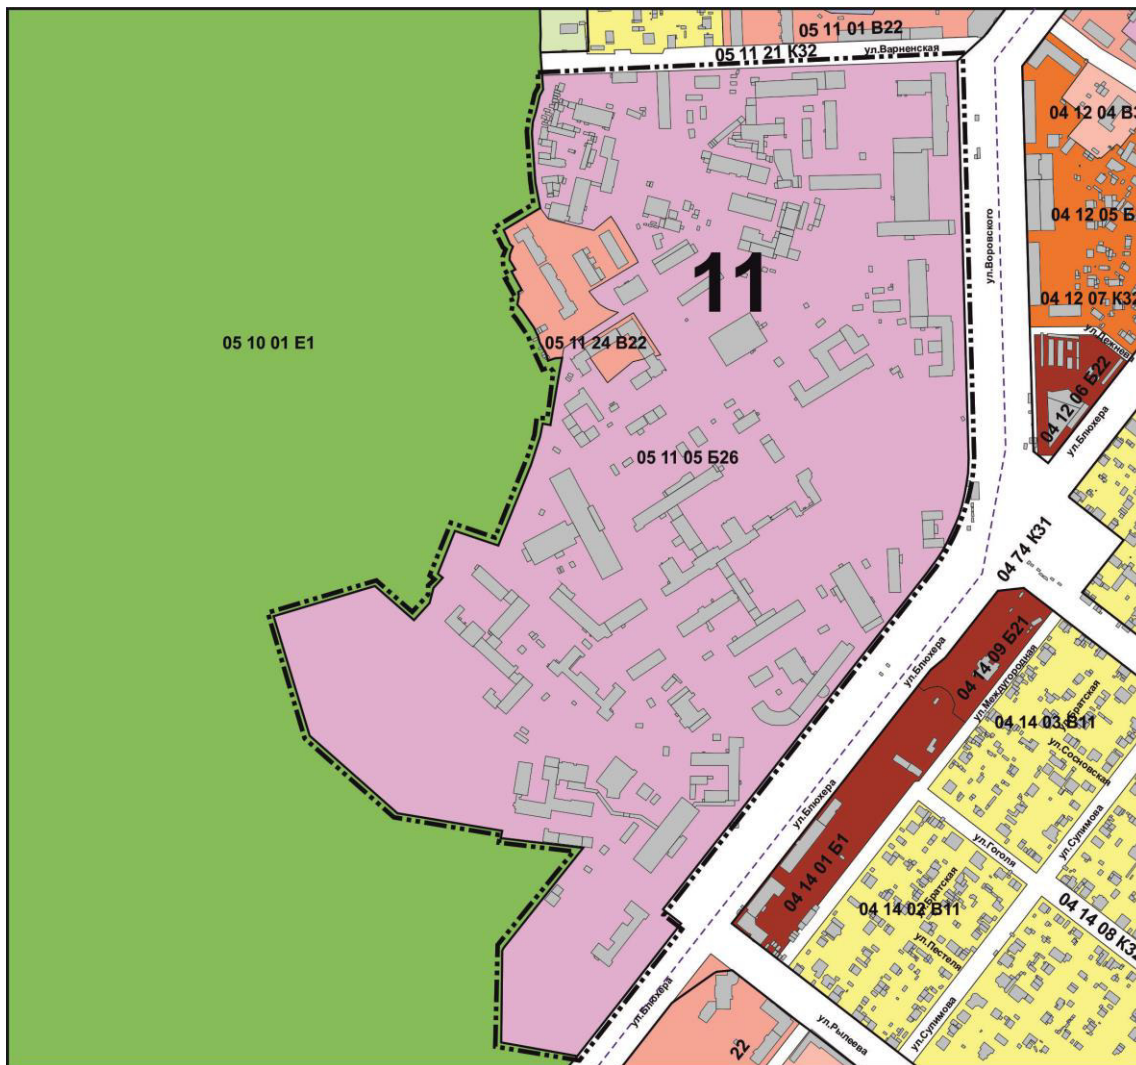 05 11 01 В22
05 11 21 К32
ул.Варненская
04 12 04 В3
04 12 05 Б
ул.Воровского
11
04 12 07 К32
ул.Дежнева
05 10 01 Е1
05 11 24 В22
04 12 06 Б22
ул.Блюхера
05 11 05 Б26
04 74 К31
ул.Блюхера
04 14 09 Б21
ул.Междугородная
ул.Братская
04 14 03 В11
ул.Сосновская
ул.Блюхера
ул.Сулимова
ул.Гоголя
04 14 01 Б1
ул.Братская
04 14 02 В11
04 14 08 К32
ул.Пестеля
ул.Блюхера
ул.Сулимова
ул.Рылеева
22